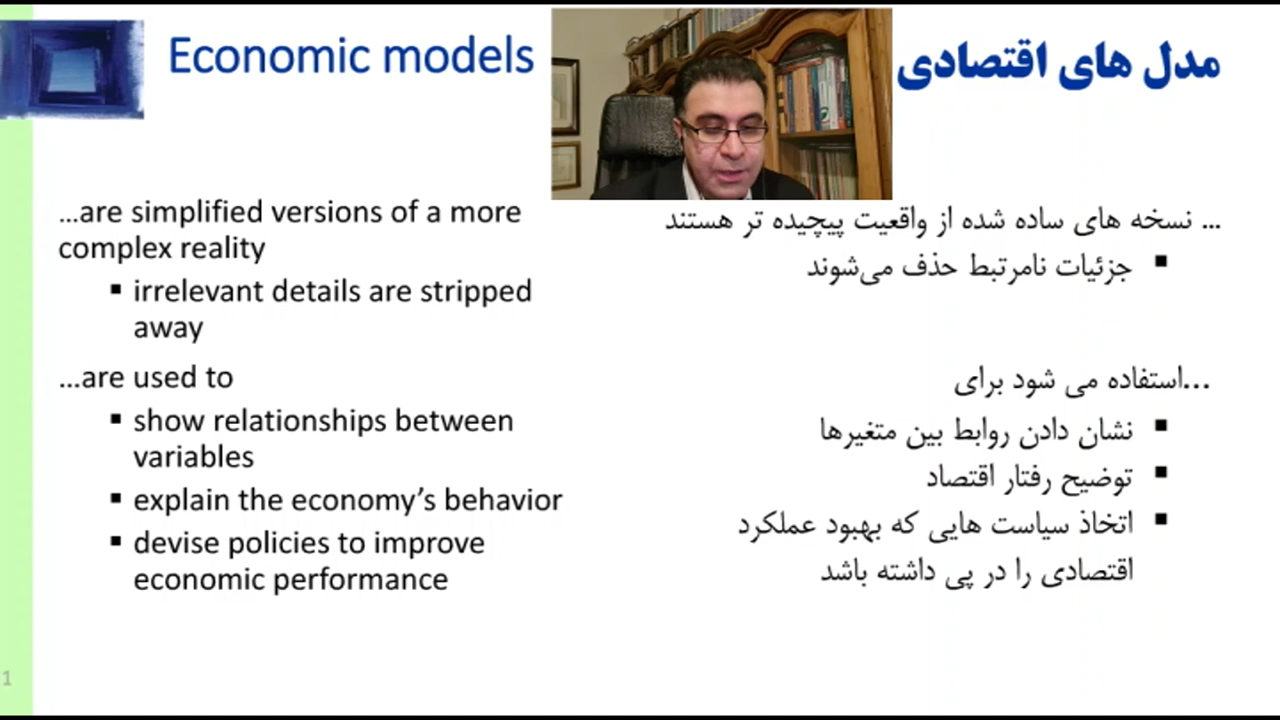 Economic models
مدل های اقتصادی
…are simplified versions of a more
complex reality
▪ irrelevant details are stripped
away
…are used to
▪ show relationships between
variables
▪ explain the economy’s behavior
▪ devise policies to improve
economic performance
... نسخه های ساده شده از واقعیت پیچیده تر هستند
▪ جزئیات نامرتبط حذف می‌شوند
...استفاده می شود برای
▪ نشان دادن روابط بین متغیرها
▪ توضیح رفتار اقتصاد
▪ اتخاذ سیاست هایی که بهبود عملکرد
اقتصادی را در پی داشته باشد
1